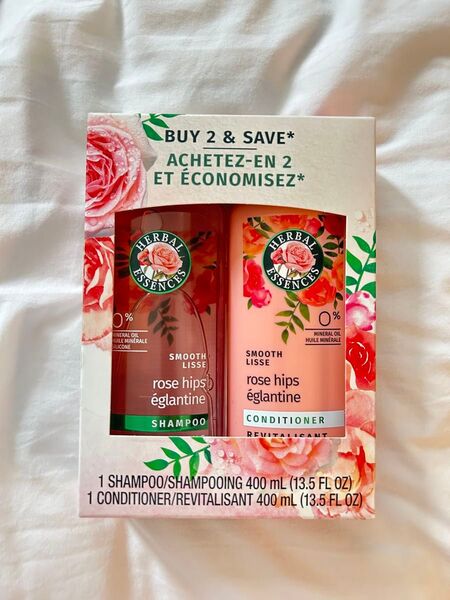 BUY 2 & SAVE*
ACHETEZ-EN 2
ET ÉCONOMISEZ*
HERBAL
ESSENCES
0%
MINERAL OIL
HUILE MINÉRALE
SILICONE
SMOOTH
LISSE
rose hips
églantine
SHAMPOO
HERBAL
ESSENCES
0%
MINERAL OIL
HUILE MINÉRALE
SMOOTH
LISSE
rose hips
églantine
CONDITIONER
REVITALISANT
1 SHAMPOO/SHAMPOOING 400 mL (13.5 FL OZ)
1 CONDITIONER/REVITALISANT 400 mL (13.5 FL OZ)